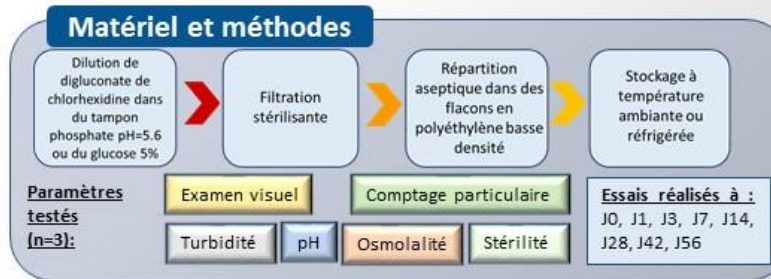 Matériel et méthodes
Dilution de
digluconate de
chlorhexidine dans
du tampon
phosphate pH=5.6
ou du glucose 5%
Filtration
stérilisante
Répartition
aseptique dans des
flacons en
polyéthylène basse
densité
Stockage à
température
ambiante ou
réfrigérée
Paramètres
testés
(n=3):
Examen visuel
Comptage particulaire
Turbidité
pH
Osmolalité
Stérilité
Essais réalisés à :
J0, J1, J3, J7, J14,
J28, J42, J56